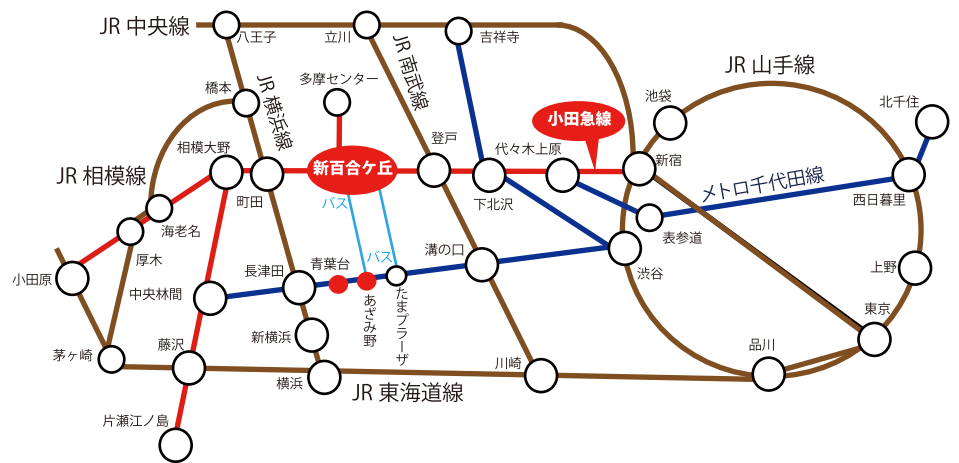 JR 中央線
八王子
立川
吉祥寺
JR 山手線
橋本
JR 横浜線
多摩センター
JR 南武線
小田急線
池袋
北千住
JR 相模線
相模大野
新百合ケ丘
登戸
代々木上原
新宿
メトロ千代田線
西日暮里
町田
バス
下北沢
表参道
海老名
厚木
小田原
中央林間
長津田
青葉台
バス
溝の口
渋谷
上野
あざみ野
たまプラーザ
新横浜
東京
茅ヶ崎
藤沢
横浜
川崎
品川
JR 東海道線
片瀬江ノ島